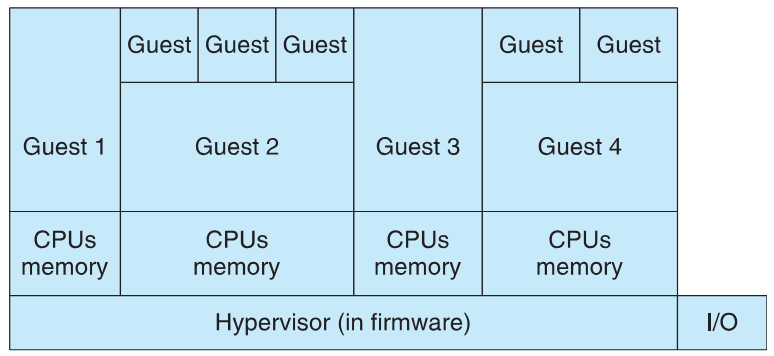 Guest Guest Guest Guest Guest
Guest 1 Guest 2 Guest 3 Guest 4
CPUs CPUs CPUs CPUs
memory memory memory memory
Hypervisor (in firmware) I/O